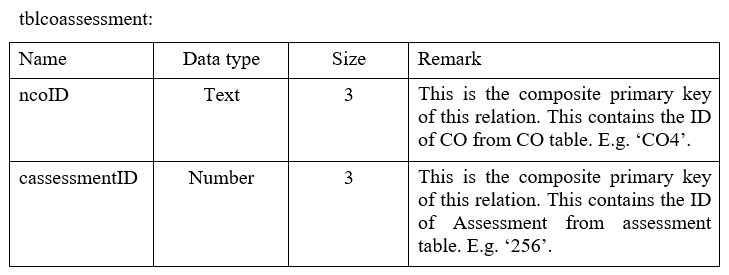 tblcoassessment:
Name Data type Size Remark
ncoID Text 3 This is the composite primary key
of this relation. This contains the ID
of CO from CO table. E.g. ‘CO4’.
cassessmentID Number 3 This is the composite primary key
of this relation. This contains the ID
of Assessment from assessment
table. E.g. ‘256’.